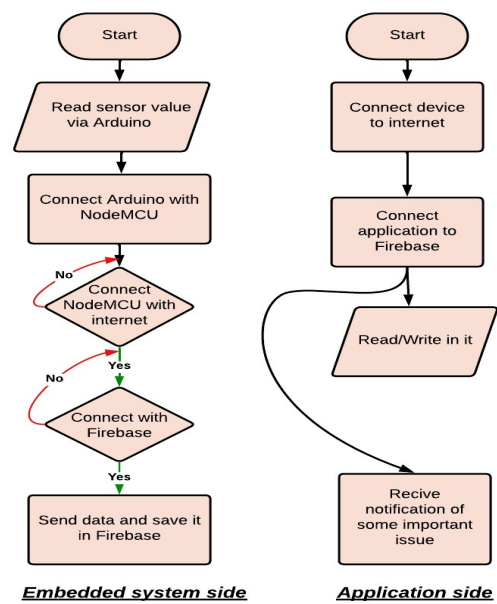 Start
Read sensor value
via Arduino
Connect Arduino with
NodeMCU
No
Connect
NodeMCU with
internet
Yes
No
Connect with
Firebase
Yes
Send data and save it
in Firebase
Embedded system side
Start
Connect device
to internet
Connect
application to
Firebase
Read/Write in it
Recive
notification of
some important
issue
Application side